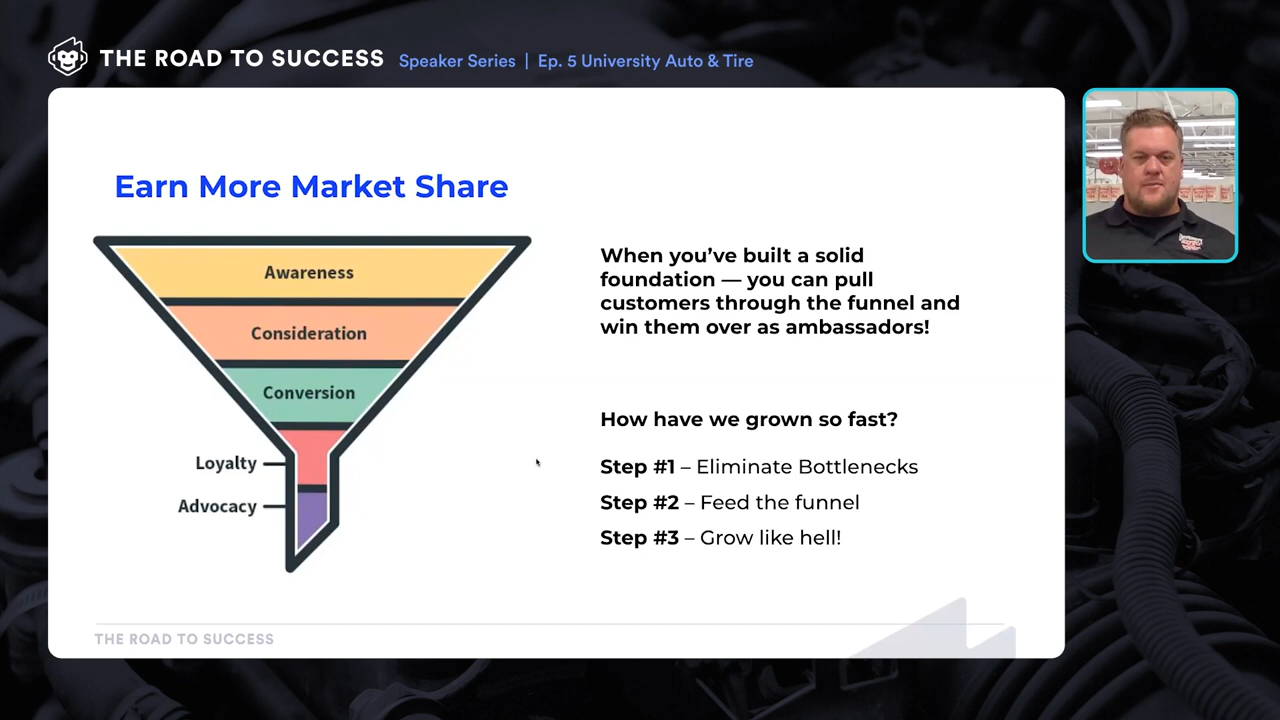 THE ROAD TO SUCCESS Speaker Series | Ep. 5 University Auto & Tire
Earn More Market Share
Awareness
Consideration
Conversion
Loyalty
Advocacy
When you’ve built a solid
foundation — you can pull
customers through the funnel and
win them over as ambassadors!
How have we grown so fast?
Step #1 – Eliminate Bottlenecks
Step #2 – Feed the funnel
Step #3 – Grow like hell!
THE ROAD TO SUCCESS